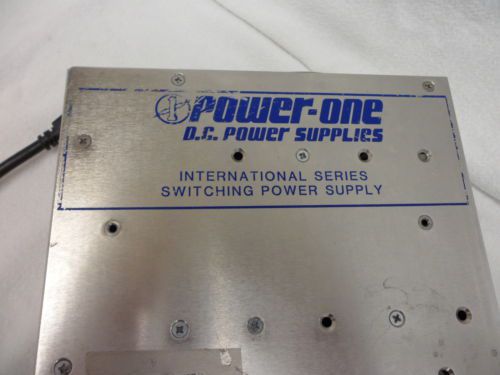 POWER-ONE
D.C. POWER SUPPLIES
INTERNATIONAL SERIES
SWITCHING POWER SUPPLY